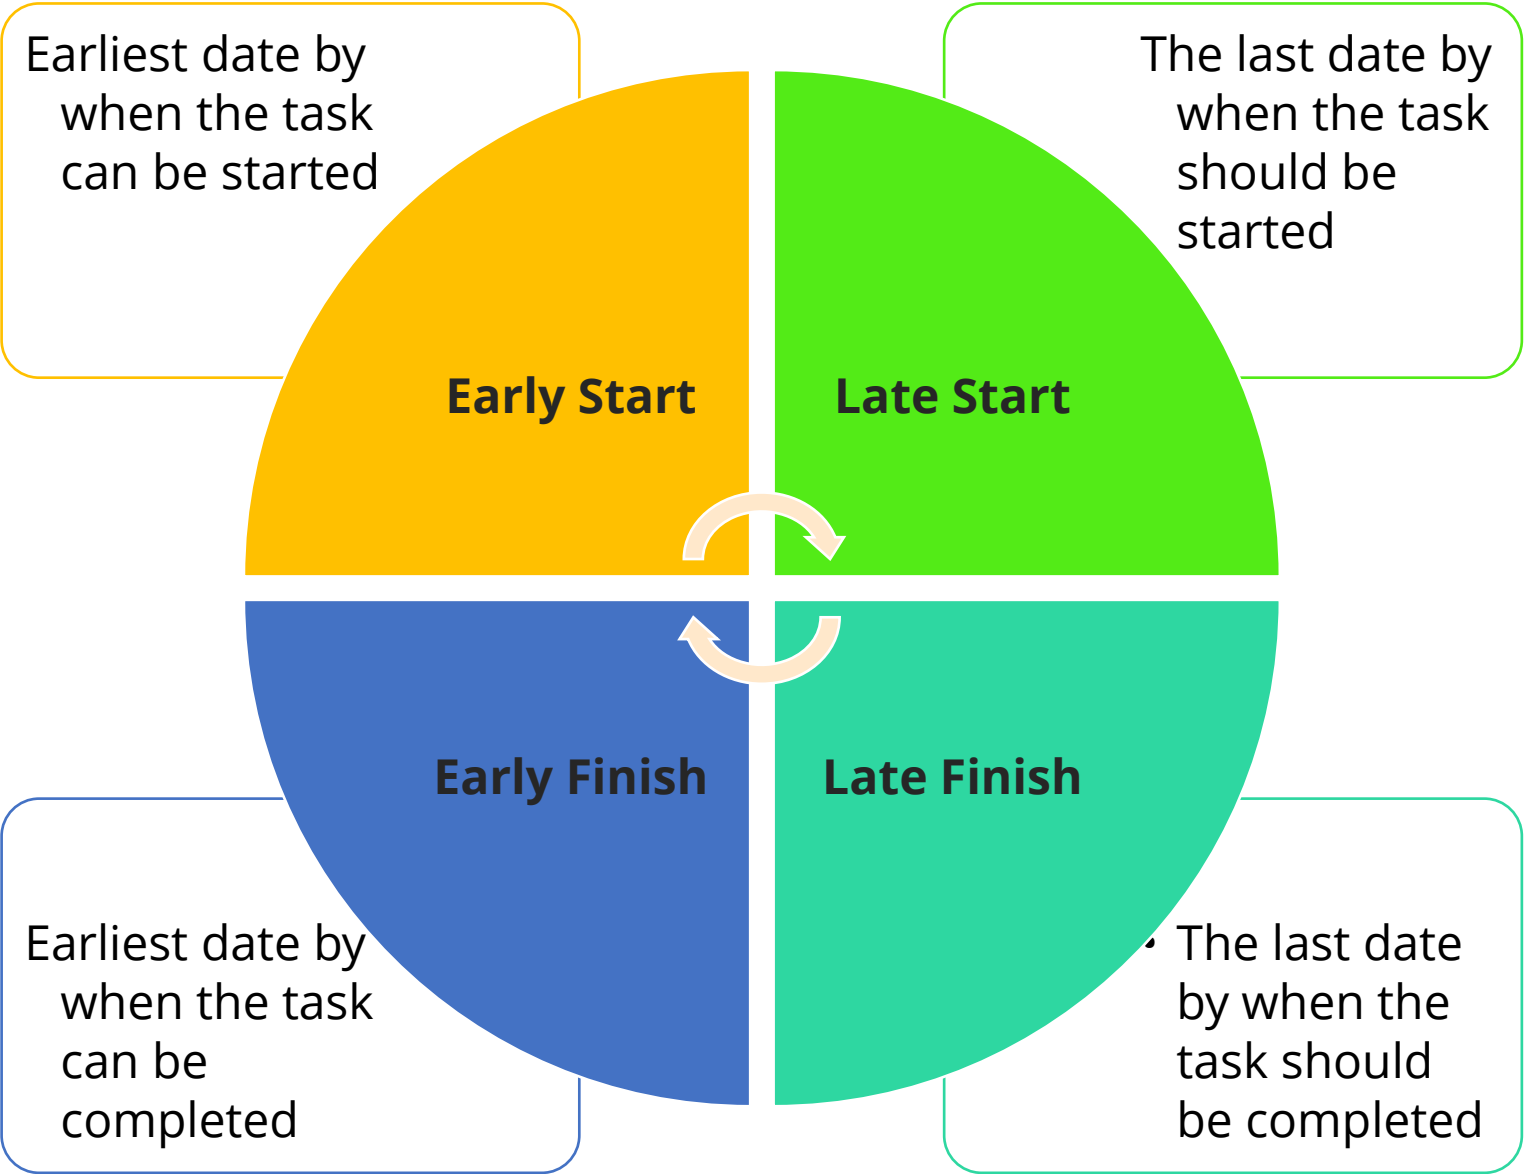 Earliest date by
when the task
can be started
The last date by
when the task
should be
started
Early Start
Late Start
Early Finish
Late Finish
Earliest date by
when the task
can be
completed
• The last date
by when the
task should
be completed